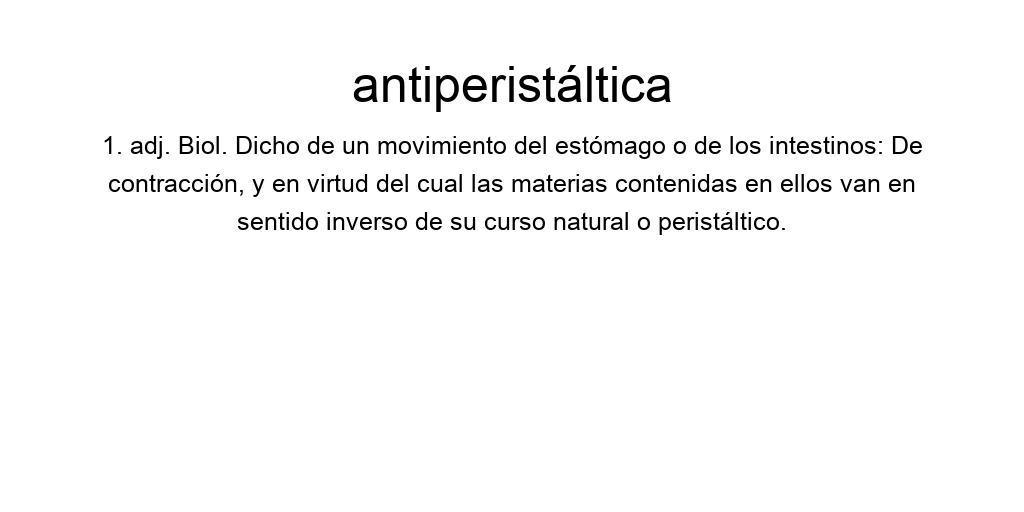 antiperistáltica
1. adj. Biol. Dicho de un movimiento del estómago o de los intestinos: De
contracción, y en virtud del cual las materias contenidas en ellos van en
sentido inverso de su curso natural o peristáltico.